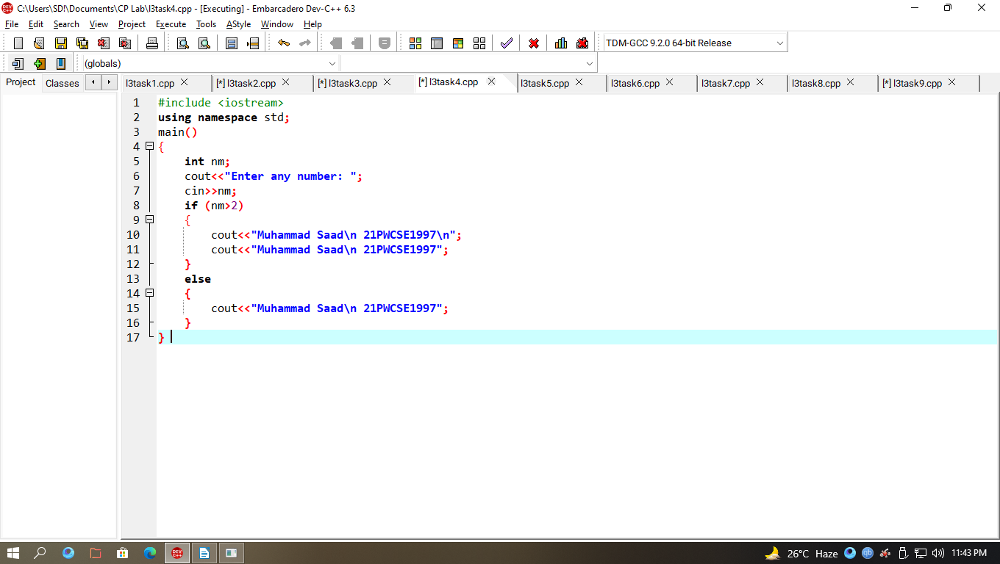 C:\Users\SD!\Documents\CP Lab\l3task4.cpp - [Executing] - Embarcadero Dev-C++ 6.3
File Edit Search View Project Execute Tools AStyle Window Help
TDM-GCC 9.2.0 64-bit Release
(globals)
Project Classes l3task1.cpp [*] l3task2.cpp [*] l3task3.cpp [*] l3task4.cpp l3task5.cpp l3task6.cpp l3task7.cpp l3task8.cpp [*] l3task9.cpp
1 #include <iostream>
2 using namespace std;
3 main()
4 {
5 int nm;
6 cout<<"Enter any number: ";
7 cin>>nm;
8 if (nm>2)
9 {
10 cout<<"Muhammad Saad\n 21PWCSE1997\n";
11 cout<<"Muhammad Saad\n 21PWCSE1997";
12 }
13 else
14 {
15 cout<<"Muhammad Saad\n 21PWCSE1997";
16 }
17 }
DEV C++ 26°C Haze qb 11:43 PM